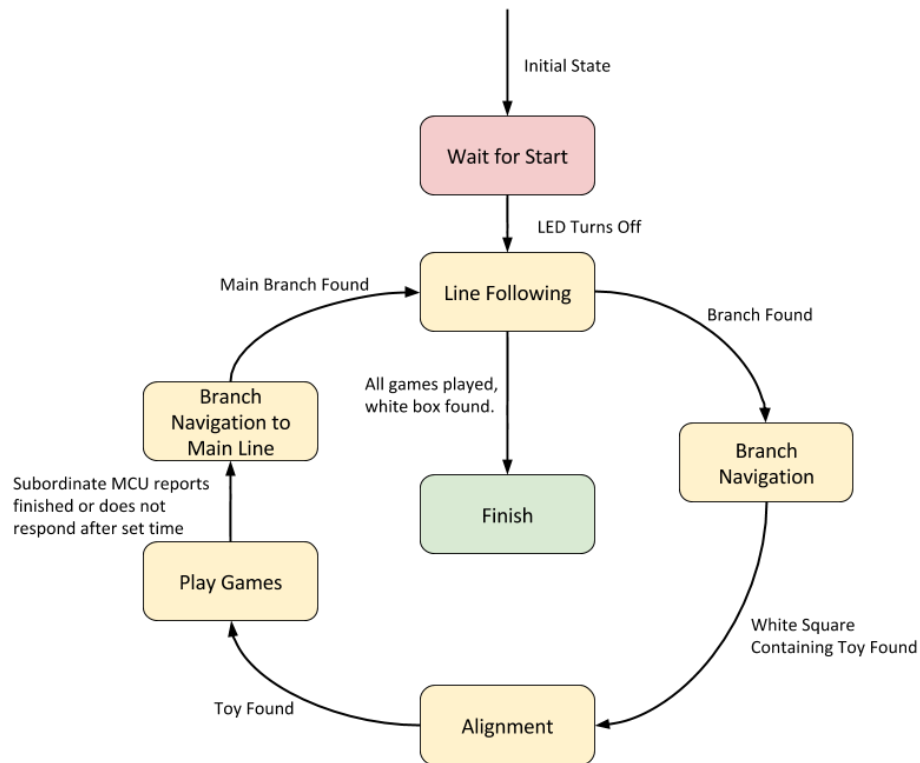 Initial State
Wait for Start
LED Turns Off
Main Branch Found
Line Following
Branch Found
All games played,
white box found.
Branch
Navigation to
Main Line
Branch
Navigation
Subordinate MCU reports
finished or does not
respond after set time
Finish
Play Games
White Square
Containing Toy Found
Toy Found
Alignment